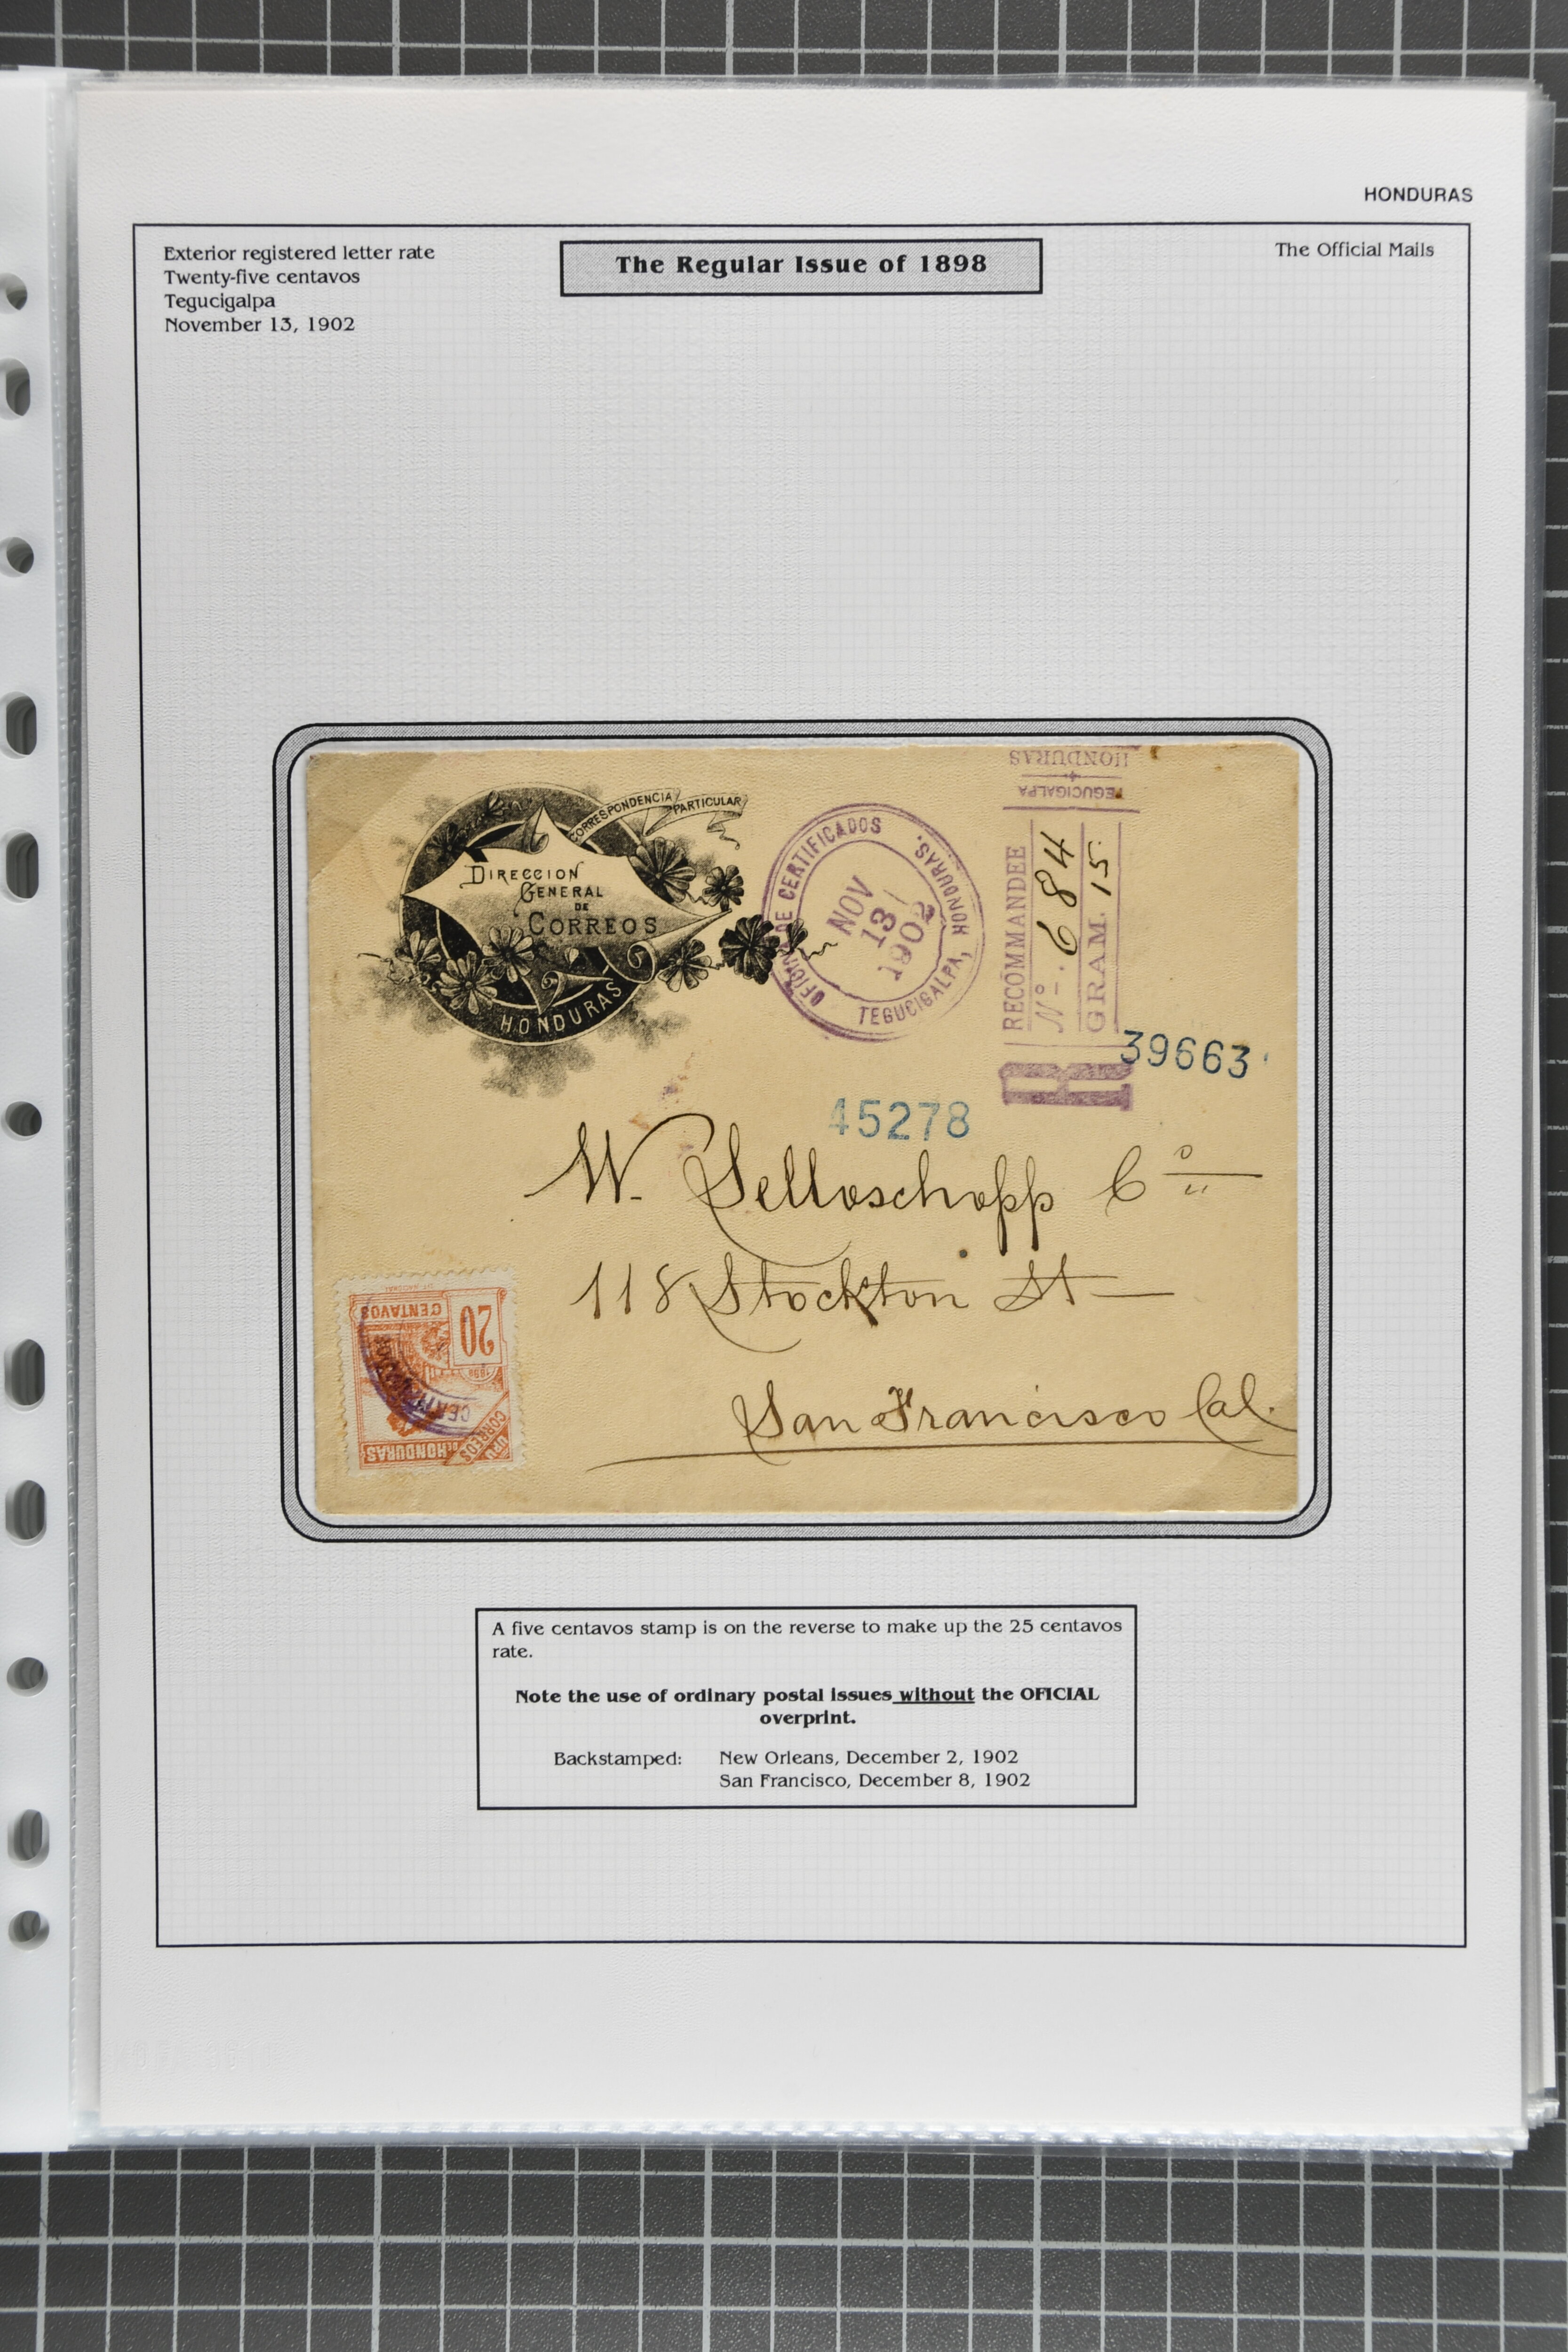 HONDURAS
Exterior registered letter rate
Twenty-five centavos
Tegucigalpa
November 13, 1902
The Regular Issue of 1898
The Official Mails
CORRESPONDENCIA PARTICULAR
DIRECCION
GENERAL
DE
CORREOS
HONDURAS
OFICINA DE CERTIFICADOS
NOV
13
1902
TEGUCIGALPA, HONDURAS.
HONDURAS
TEGUCIGALPA
RECOMMANDEE
Nº. 684
GRAM. 15
R
39663
45278
W. Selloschopp Cº
118 Stockton St
San Francisco Cal.
20
CENTAVOS
1898
UPU
CORREOS
DE HONDURAS
A five centavos stamp is on the reverse to make up the 25 centavos
rate.
Note the use of ordinary postal issues without the OFICIAL
overprint.
Backstamped: New Orleans, December 2, 1902
San Francisco, December 8, 1902